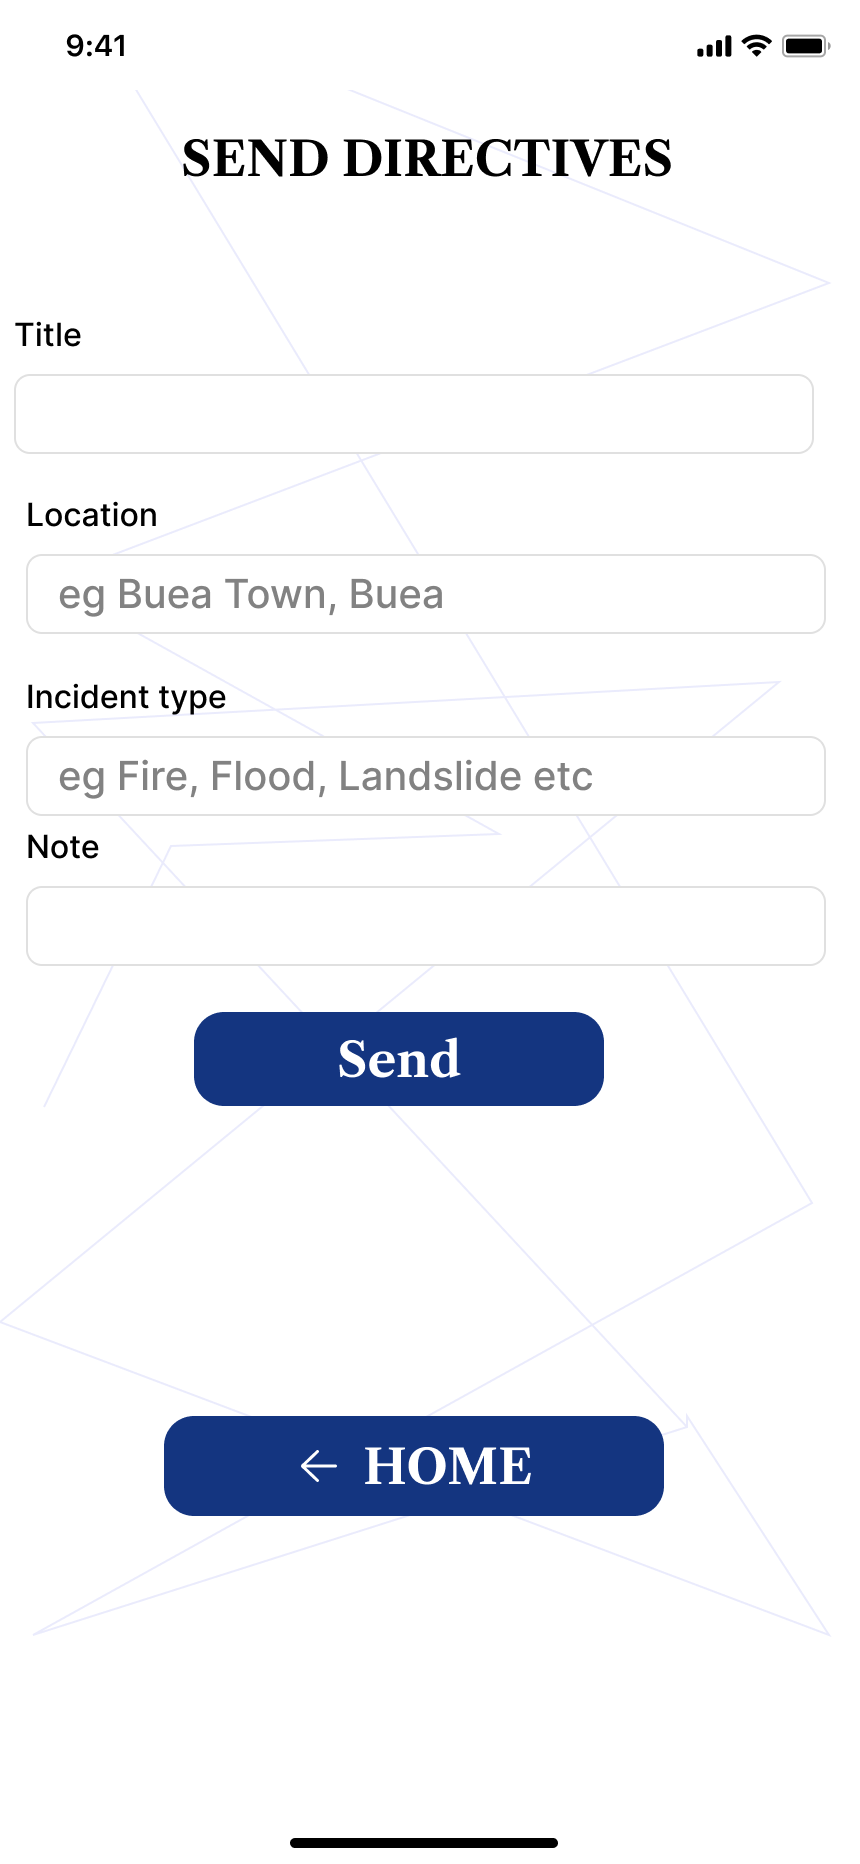 9:41
SEND DIRECTIVES
Title
Location
eg Buea Town, Buea
Incident type
eg Fire, Flood, Landslide etc
Note
Send
HOME